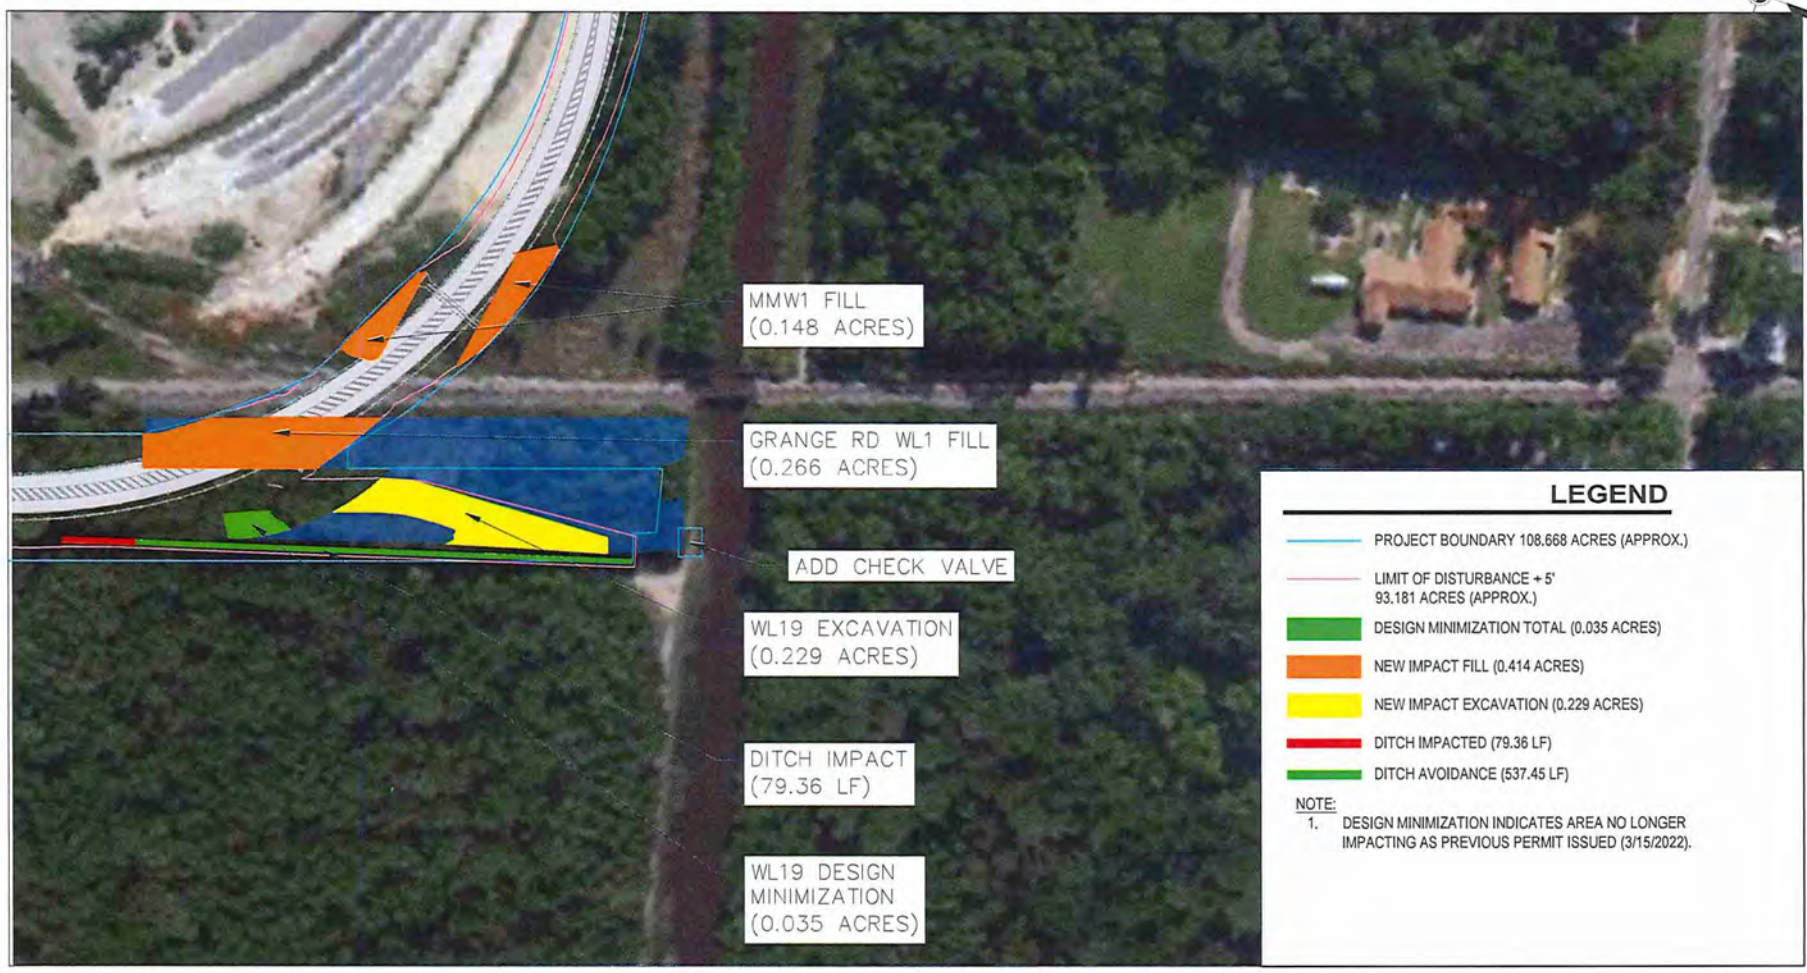 MMW1 FILL
(0.148 ACRES)
GRANGE RD WL1 FILL
(0.266 ACRES)
ADD CHECK VALVE
WL19 EXCAVATION
(0.229 ACRES)
DITCH IMPACT
(79.36 LF)
WL19 DESIGN
MINIMIZATION
(0.035 ACRES)
LEGEND
PROJECT BOUNDARY 108.668 ACRES (APPROX.)
LIMIT OF DISTURBANCE + 5'
93.181 ACRES (APPROX.)
DESIGN MINIMIZATION TOTAL (0.035 ACRES)
NEW IMPACT FILL (0.414 ACRES)
NEW IMPACT EXCAVATION (0.229 ACRES)
DITCH IMPACTED (79.36 LF)
DITCH AVOIDANCE (537.45 LF)
NOTE:
1. DESIGN MINIMIZATION INDICATES AREA NO LONGER
IMPACTING AS PREVIOUS PERMIT ISSUED (3/15/2022).